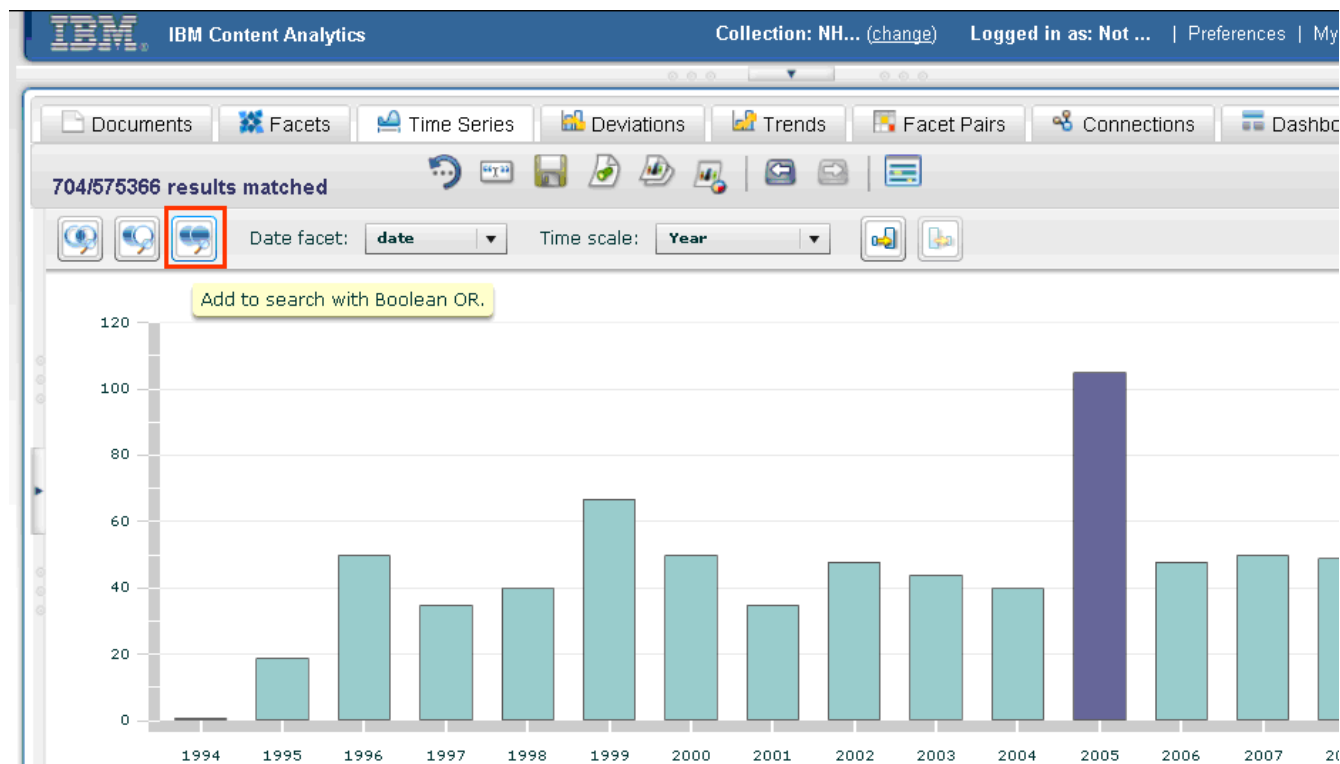 IBM® IBM Content Analytics Collection: NH... (change) Logged in as: Not ... | Preferences | My
Documents Facets Time Series Deviations Trends Facet Pairs Connections Dashbo
704/575366 results matched
Date facet: date Time scale: Year
Add to search with Boolean OR.
120
100
80
60
40
20
0
1994 1995 1996 1997 1998 1999 2000 2001 2002 2003 2004 2005 2006 2007 20